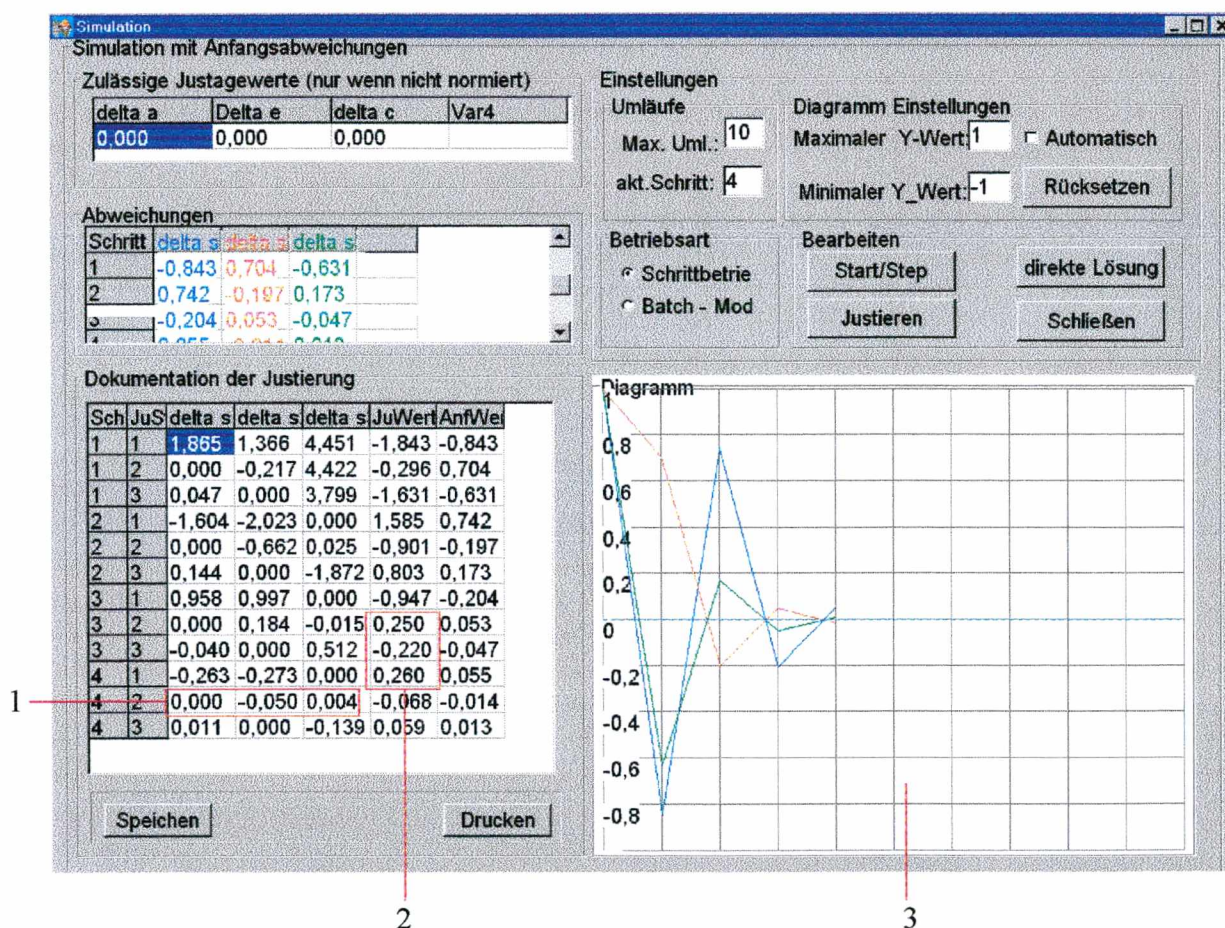 Simulation
Simulation mit Anfangsabweichungen
Zulässige Justagewerte (nur wenn nicht normiert)
delta a Delta e delta c Var4
0,000 0,000 0,000
Abweichungen
Schritt delta s delta s delta s
1 -0,843 0,704 -0,631
2 0,742 -0,197 0,173
3 -0,204 0,053 -0,047
Einstellungen
Umläufe
Max. Uml.: 10
akt.Schritt: 4
Diagramm Einstellungen
Maximaler Y-Wert: 1 Automatisch
Minimaler Y_Wert: -1 Rücksetzen
Betriebsart
Schrittbetrie
Batch - Mod
Bearbeiten
Start/Step direkte Lösung
Justieren Schließen
Dokumentation der Justierung
Sch JuS delta s delta s delta s JuWert AnfWei
1 1 1,865 1,366 4,451 -1,843 -0,843
1 2 0,000 -0,217 4,422 -0,296 0,704
1 3 0,047 0,000 3,799 -1,631 -0,631
2 1 -1,604 -2,023 0,000 1,585 0,742
2 2 0,000 -0,662 0,025 -0,901 -0,197
2 3 0,144 0,000 -1,872 0,803 0,173
3 1 0,958 0,997 0,000 -0,947 -0,204
3 2 0,000 0,184 -0,015 0,250 0,053
3 3 -0,040 0,000 0,512 -0,220 -0,047
4 1 -0,263 -0,273 0,000 0,260 0,055
4 2 0,000 -0,050 0,004 -0,068 -0,014
4 3 0,011 0,000 -0,139 0,059 0,013
Speichen Drucken
Diagramm
1
0,8
0,6
0,4
0,2
0
-0,2
-0,4
-0,6
-0,8
1
2
3